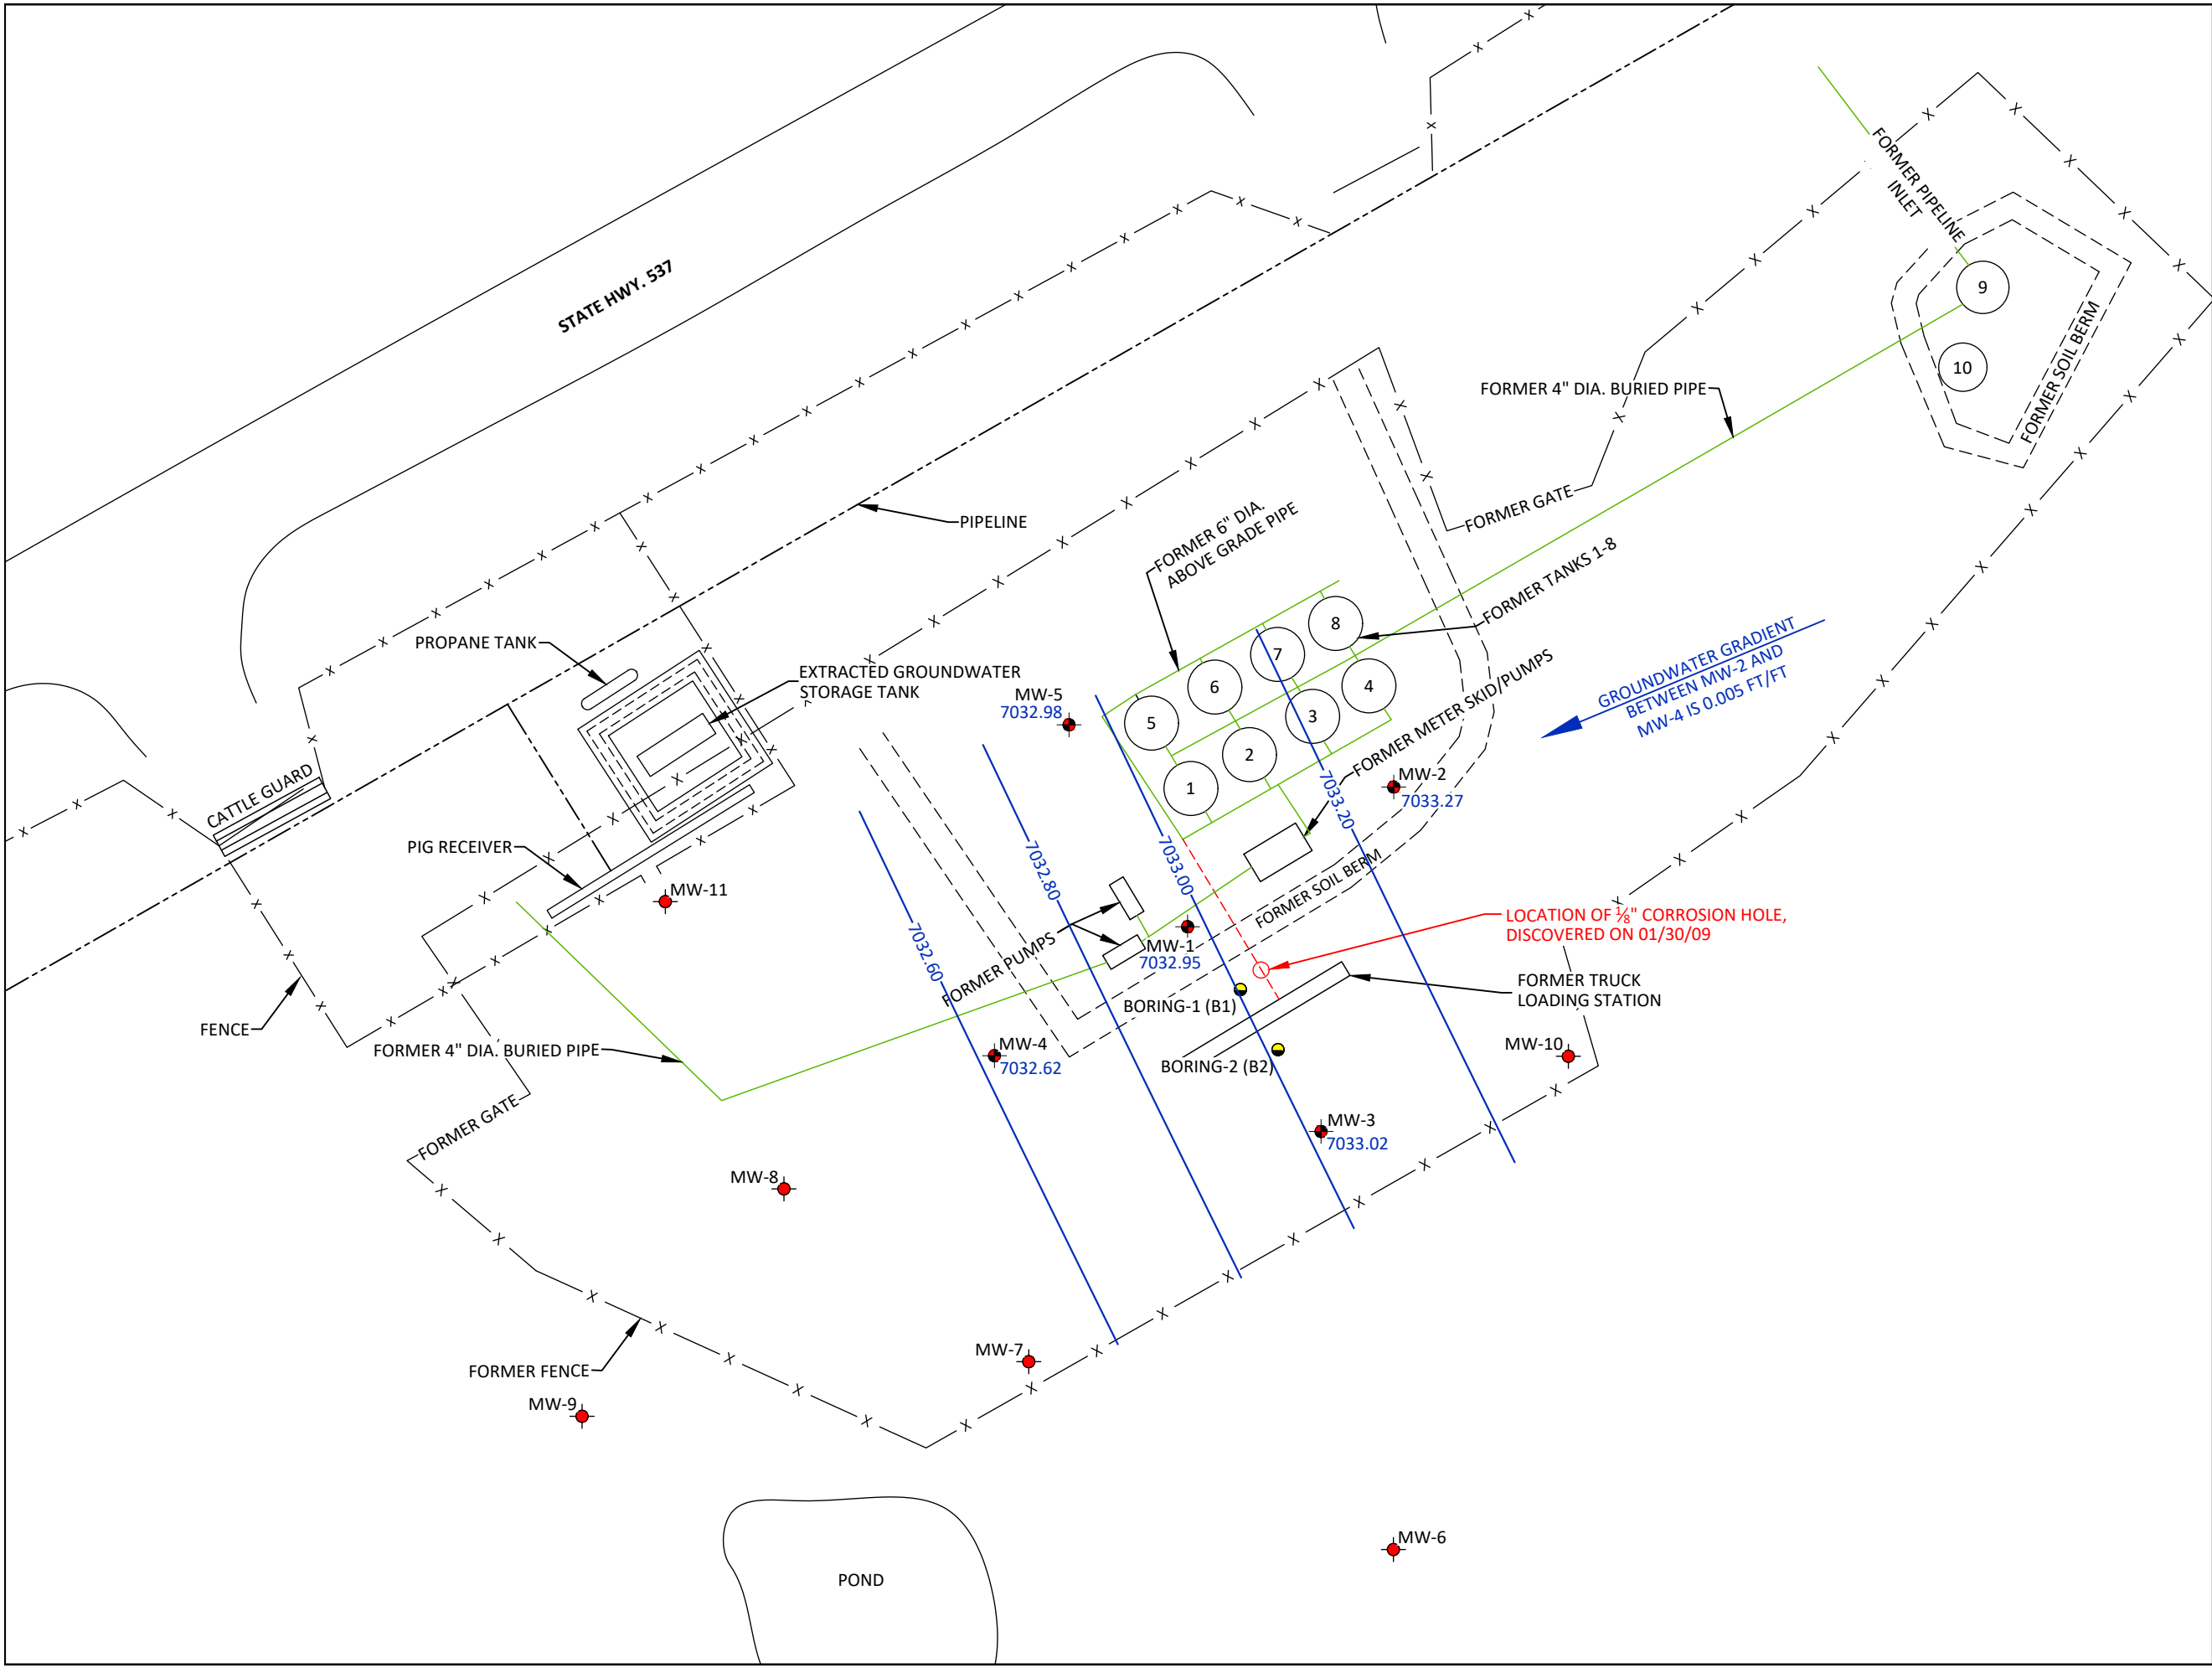 STATE HWY. 537
FORMER PIPELINE
INLET
9
10
FORMER SOIL BERM
FORMER 4" DIA. BURIED PIPE
FORMER GATE
PIPELINE
FORMER 6" DIA.
ABOVE GRADE PIPE
FORMER TANKS 1-8
8
7
6
5
4
3
2
1
PROPANE TANK
EXTRACTED GROUNDWATER
STORAGE TANK
MW-5
7032.98
GROUNDWATER GRADIENT
BETWEEN MW-2 AND
MW-4 IS 0.005 FT/FT
FORMER METER SKID/PUMPS
MW-2
7033.27
7033.20
7033.00
7032.80
7032.60
CATTLE GUARD
PIG RECEIVER
MW-11
FORMER SOIL BERM
FORMER PUMPS
MW-1
7032.95
LOCATION OF ⅛" CORROSION HOLE,
DISCOVERED ON 01/30/09
FORMER TRUCK
LOADING STATION
BORING-1 (B1)
BORING-2 (B2)
FENCE
FORMER 4" DIA. BURIED PIPE
MW-4
7032.62
MW-10
FORMER GATE
MW-3
7033.02
MW-8
MW-7
FORMER FENCE
MW-9
MW-6
POND